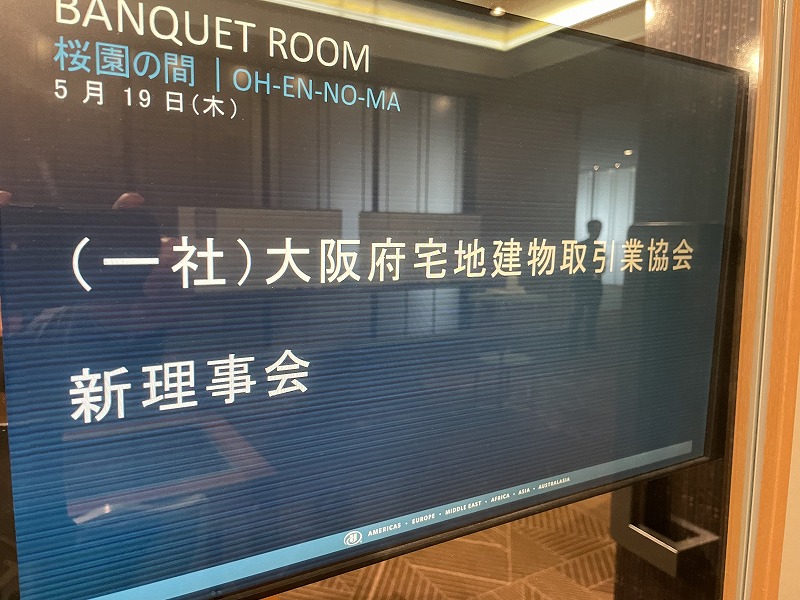 BANQUET ROOM
桜園の間 | OH-EN-NO-MA
5月19日(木)
(一社)大阪府宅地建物取引業協会
新理事会
AMERICAS • EUROPE • MIDDLE EAST • AFRICA • ASIA • AUSTRALASIA